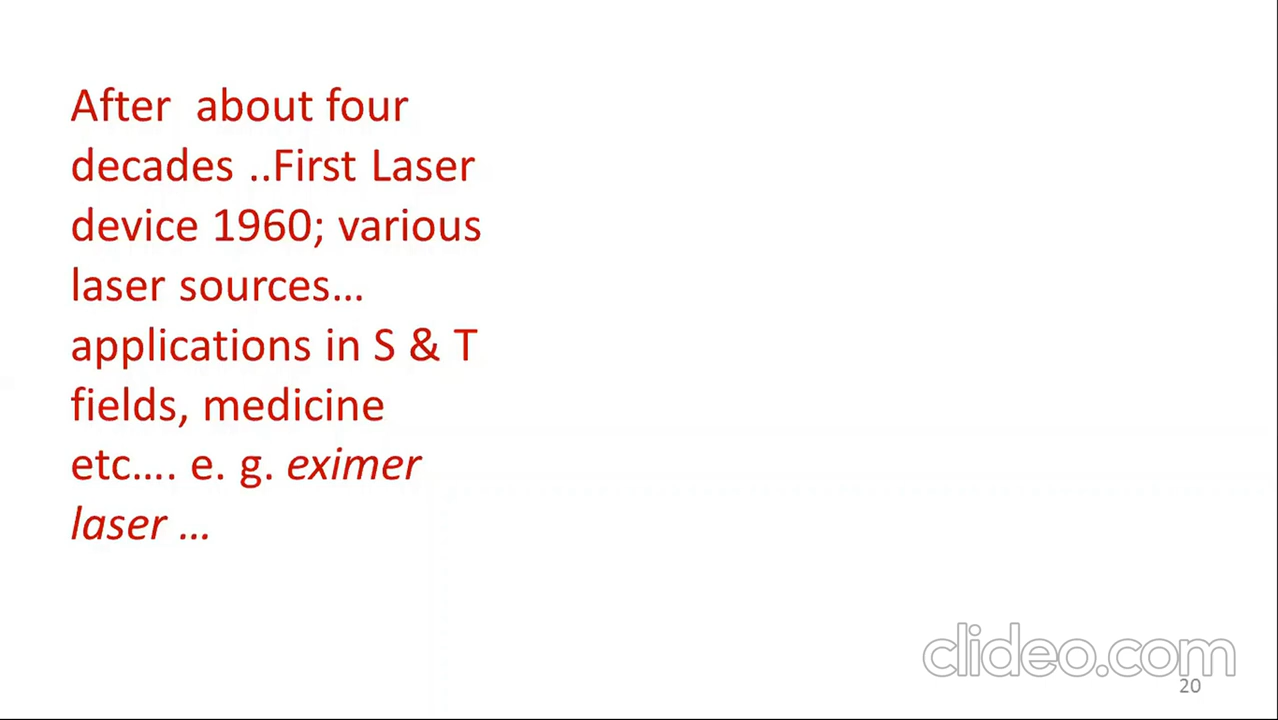 After  about four
decades ..First Laser
device 1960; various
laser sources...
applications in S & T
fields, medicine
etc.... e. g. eximer
laser ...
clideo.com
20